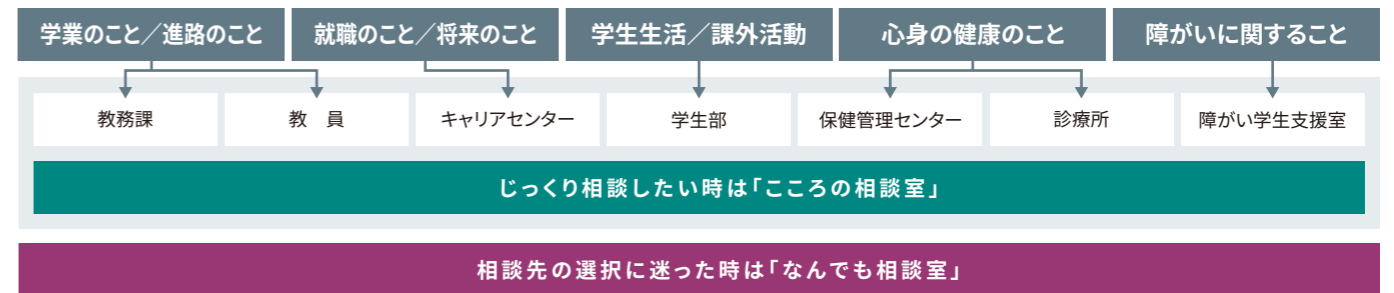 学業のこと／進路のこと
就職のこと／将来のこと
学生生活／課外活動
心身の健康のこと
障がいに関すること
教務課
教　員
キャリアセンター
学生部
保健管理センター
診療所
障がい学生支援室
じっくり相談したい時は「こころの相談室」
相談先の選択に迷った時は「なんでも相談室」